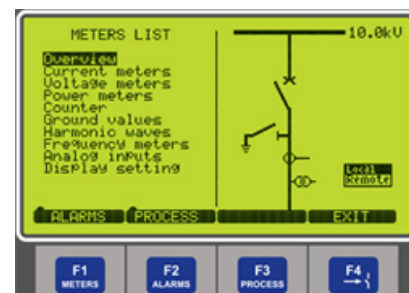 METERS LIST
10.0kV
Overview
Current meters
Voltage meters
Power meters
Counter
Ground values
Harmonic waves
Frequency meters
Analog inputs
Display setting
Local
Remote
ALARMS PROCESS EXIT
F1 F2 F3 F4
METERS ALARMS PROCESS